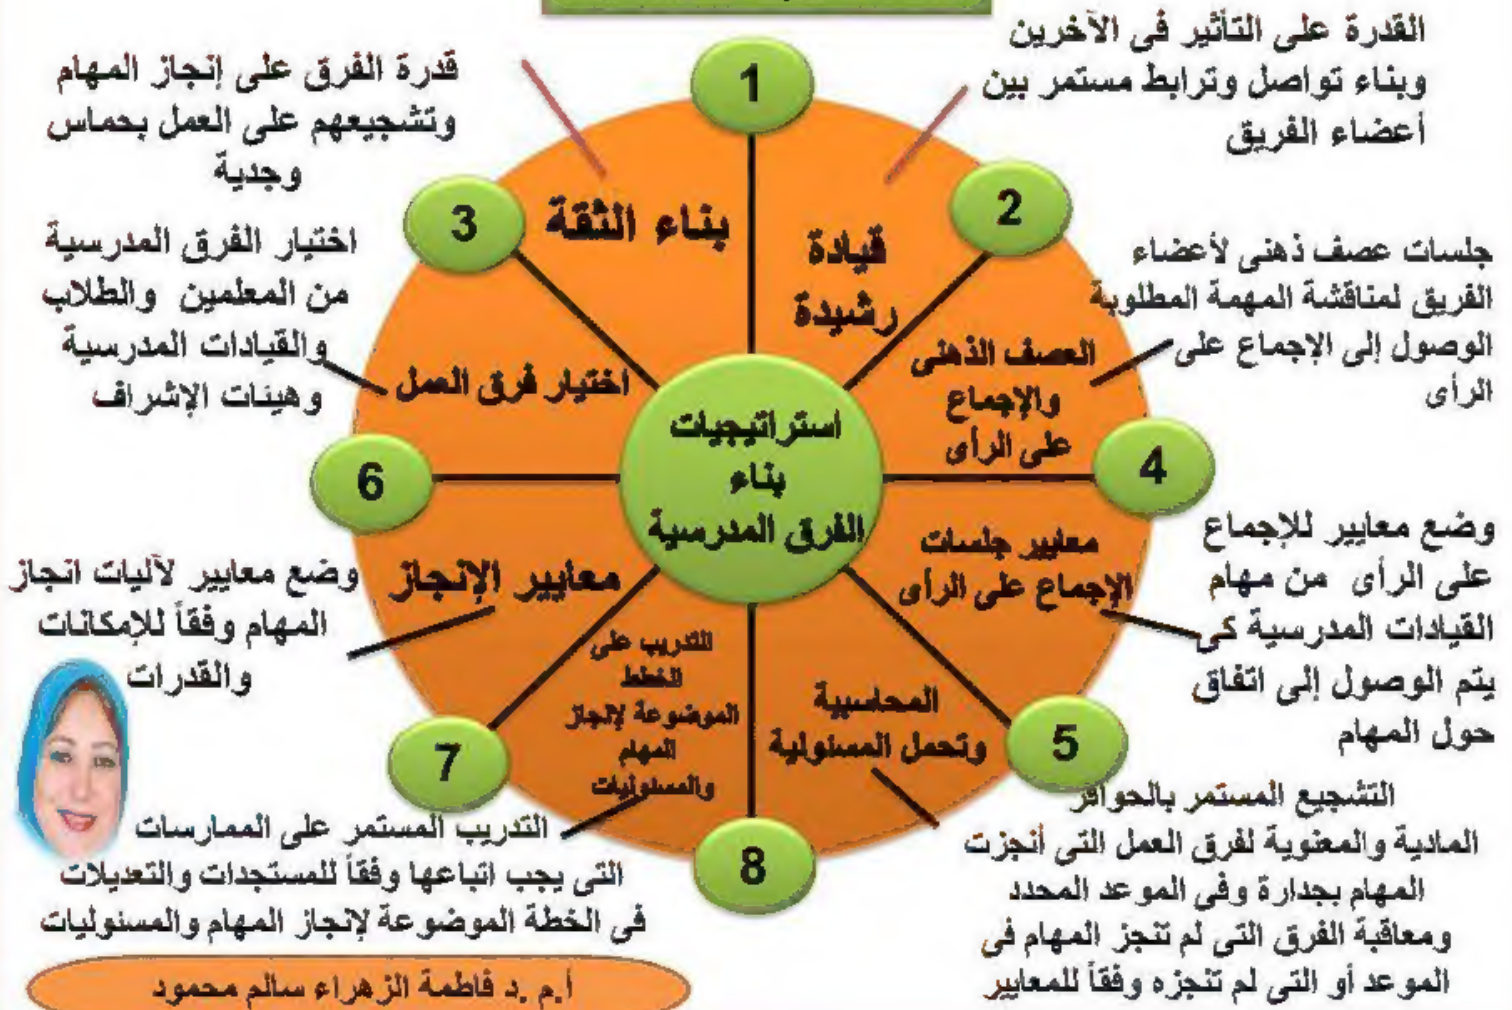 القدرة على التأثير فى الآخرين
وبناء تواصل وترابط مستمر بين
أعضاء الفريق
قدرة الفرق على إنجاز المهام
وتشجيعهم على العمل بحماس
وجدية
1
2
3
بناء الثقة
قيادة
رشيدة
جلسات عصف ذهنى لأعضاء
الفريق لمناقشة المهمة المطلوبة
الوصول إلى الإجماع على
الرأى
اختيار الفرق المدرسية
من المعلمين والطلاب
والقيادات المدرسية
وهيئات الإشراف
العصف الذهنى
والإجماع
على الرأى
اختيار فرق العمل
استراتيجيات
بناء
الفرق المدرسية
4
6
وضع معايير للإجماع
على الرأى من مهام
القيادات المدرسية كى
يتم الوصول إلى اتفاق
حول المهام
معايير جلسات
الإجماع على الرأى
معايير الإنجاز
وضع معايير لآليات انجاز
المهام وفقاً للإمكانات
والقدرات
المحاسبية
وتحمل المسئولية
التدريب على
الخطط
الموضوعة لإنجاز
المهام
والمسئوليات
5
7
8
التشجيع المستمر بالحوافز
المادية والمعنوية لفرق العمل التى أنجزت
المهام بجدارة وفى الموعد المحدد
ومعاقبة الفرق التى لم تنجز المهام فى
الموعد أو التى لم تنجزه وفقاً للمعايير
التدريب المستمر على الممارسات
التى يجب اتباعها وفقاً للمستجدات والتعديلات
فى الخطة الموضوعة لإنجاز المهام والمسئوليات
أ.م .د فاطمة الزهراء سالم محمود